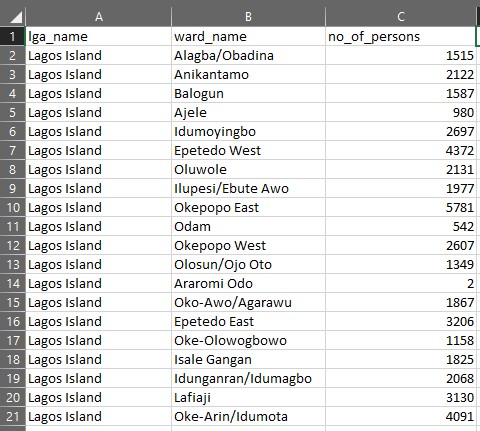 A B C
1 lga_name ward_name no_of_persons
2 Lagos Island Alagba/Obadina 1515
3 Lagos Island Anikantamo 2122
4 Lagos Island Balogun 1587
5 Lagos Island Ajele 980
6 Lagos Island Idumoyingbo 2697
7 Lagos Island Epetedo West 4372
8 Lagos Island Oluwole 2131
9 Lagos Island Ilupesi/Ebute Awo 1977
10 Lagos Island Okepopo East 5781
11 Lagos Island Odam 542
12 Lagos Island Okepopo West 2607
13 Lagos Island Olosun/Ojo Oto 1349
14 Lagos Island Araromi Odo 2
15 Lagos Island Oko-Awo/Agarawu 1867
16 Lagos Island Epetedo East 3206
17 Lagos Island Oke-Olowogbowo 1158
18 Lagos Island Isale Gangan 1825
19 Lagos Island Idunganran/Idumagbo 2068
20 Lagos Island Lafiaji 3130
21 Lagos Island Oke-Arin/Idumota 4091